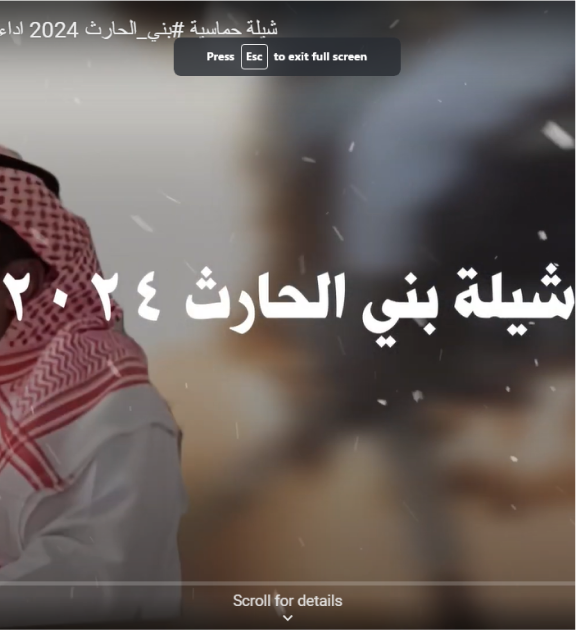 شيلة حماسية #بني_الحارث 2024 اداء
Press Esc to exit full screen
شيلة بني الحارث ٢٠٢٤
Scroll for details